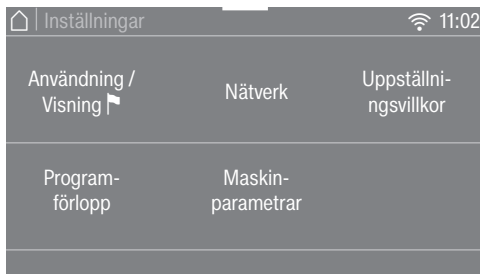 Inställningar 11:02
Användning /
Visning
Nätverk
Uppställni-
ngsvillkor
Program-
förlopp
Maskin-
parametrar